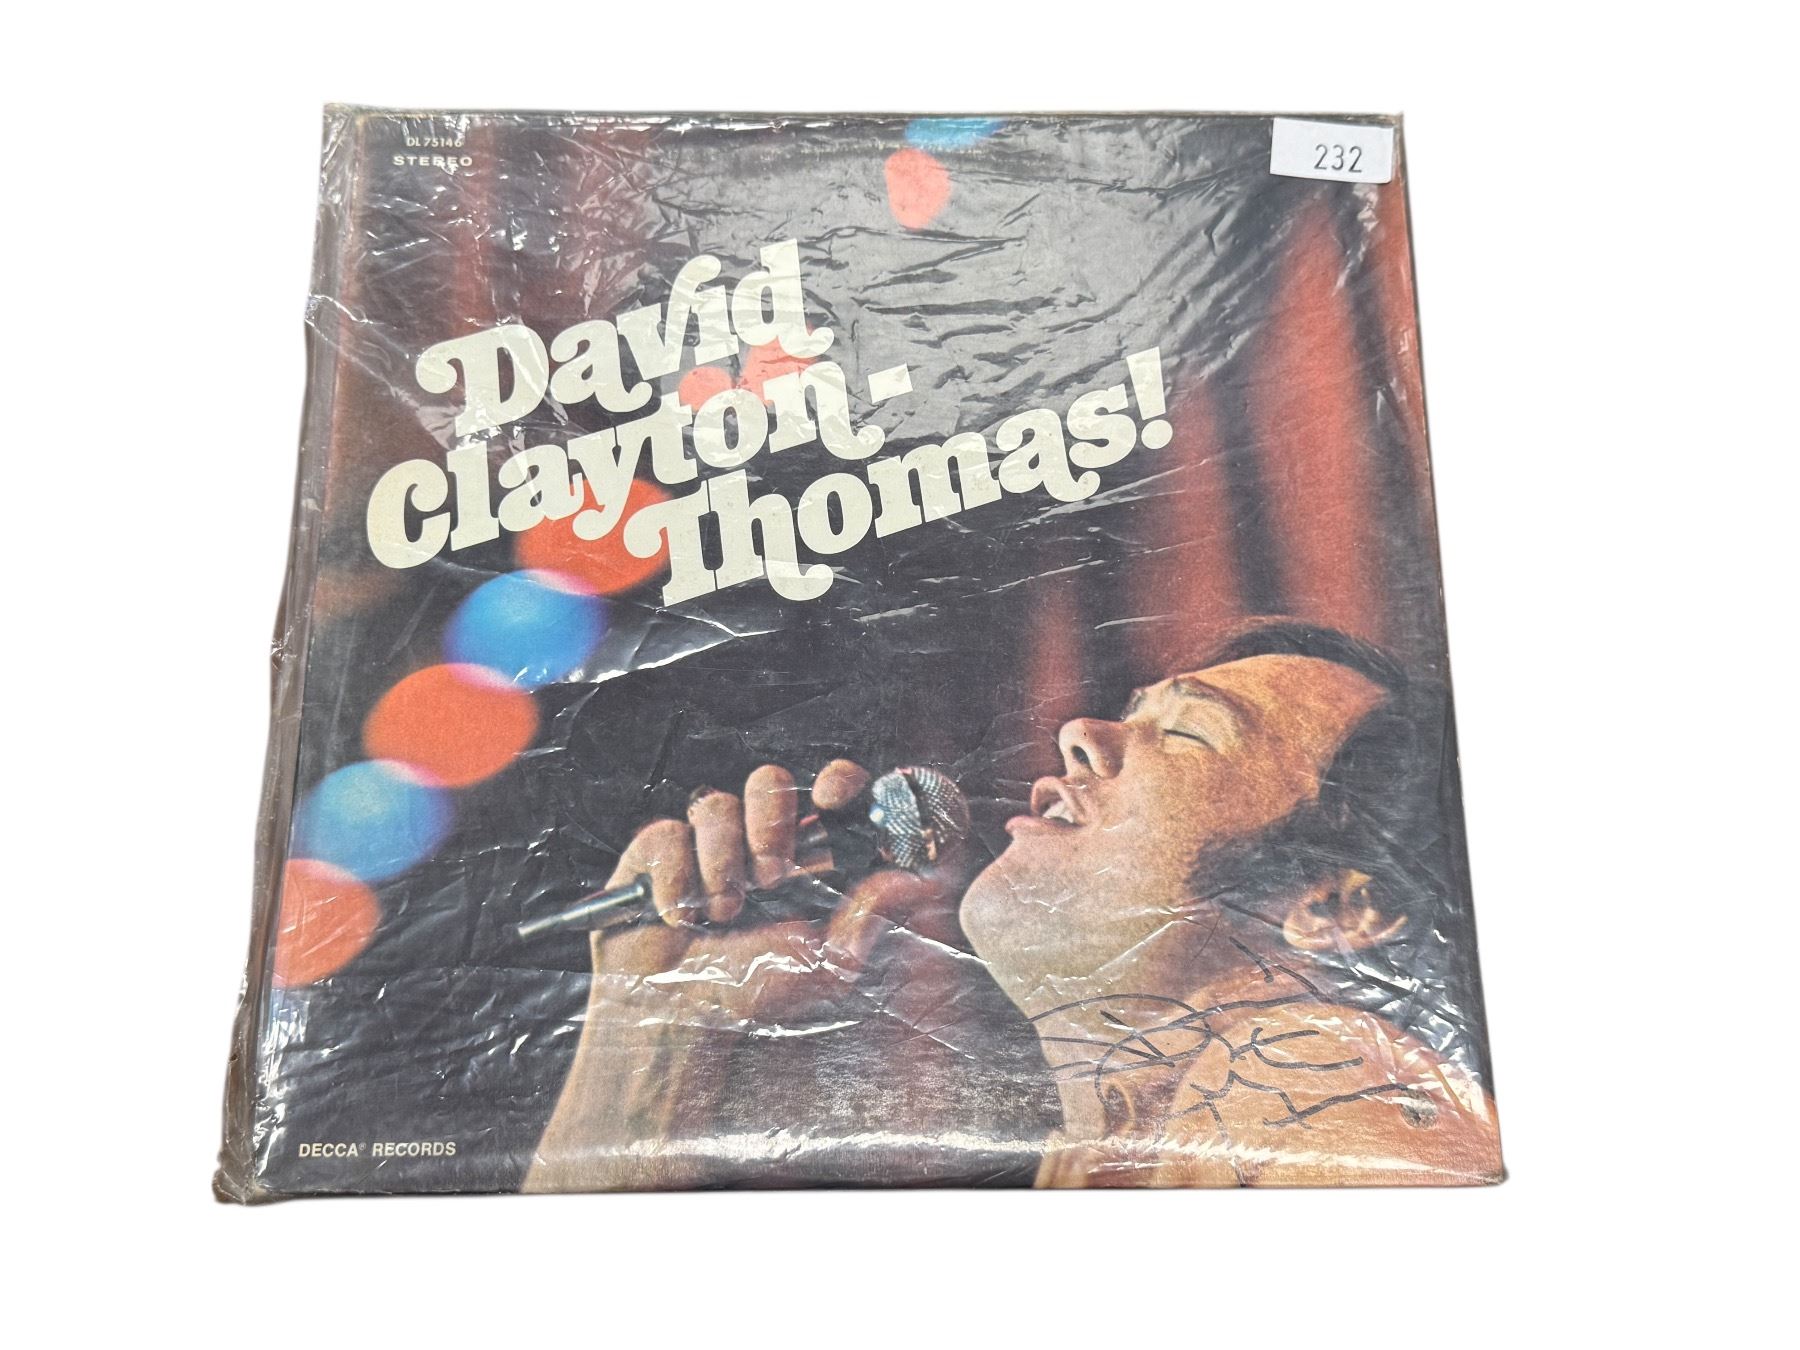 DL 75146
STEREO
232
David
Clayton-
Thomas!
DECCA® RECORDS